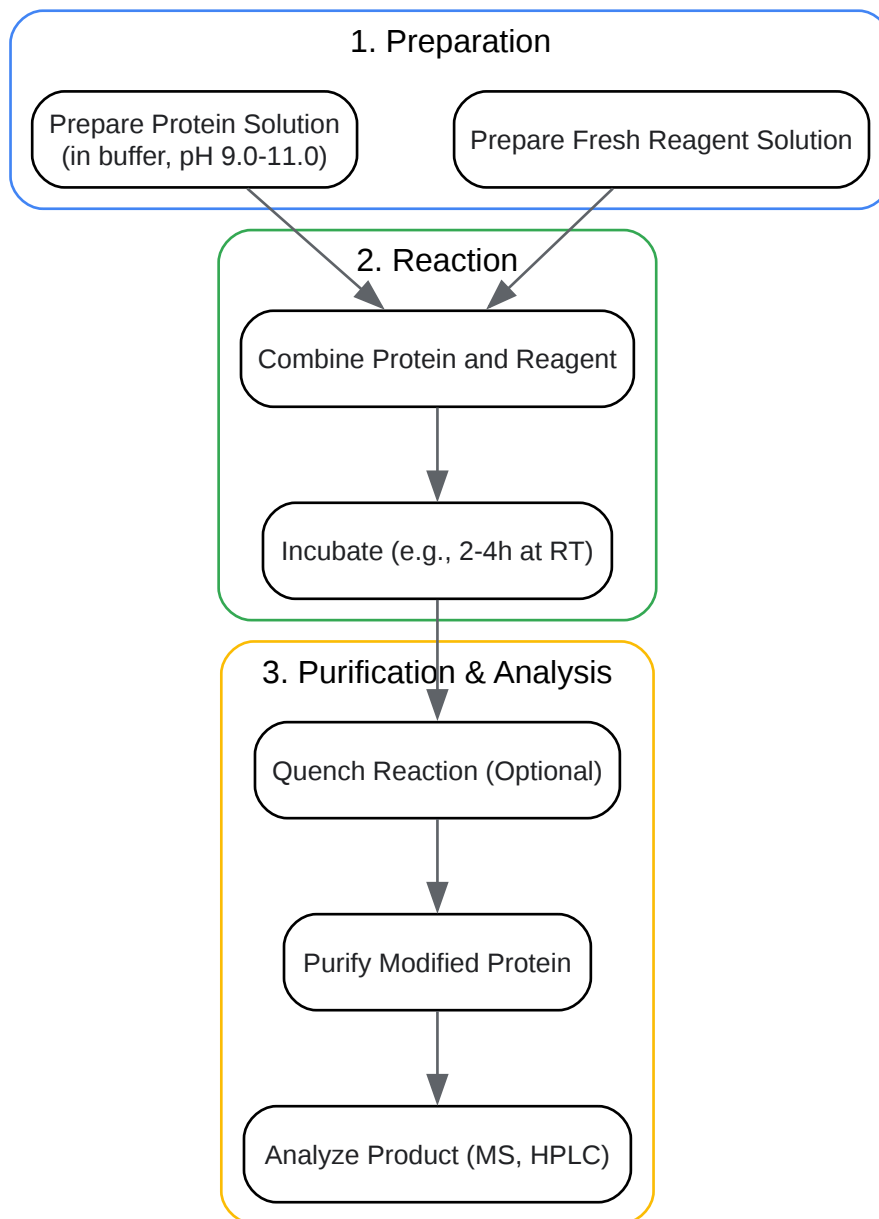 1. Preparation
Prepare Protein Solution
(in buffer, pH 9.0-11.0)
Prepare Fresh Reagent Solution
2. Reaction
Combine Protein and Reagent
Incubate (e.g., 2-4h at RT)
3. Purification & Analysis
Quench Reaction (Optional)
Purify Modified Protein
Analyze Product (MS, HPLC)